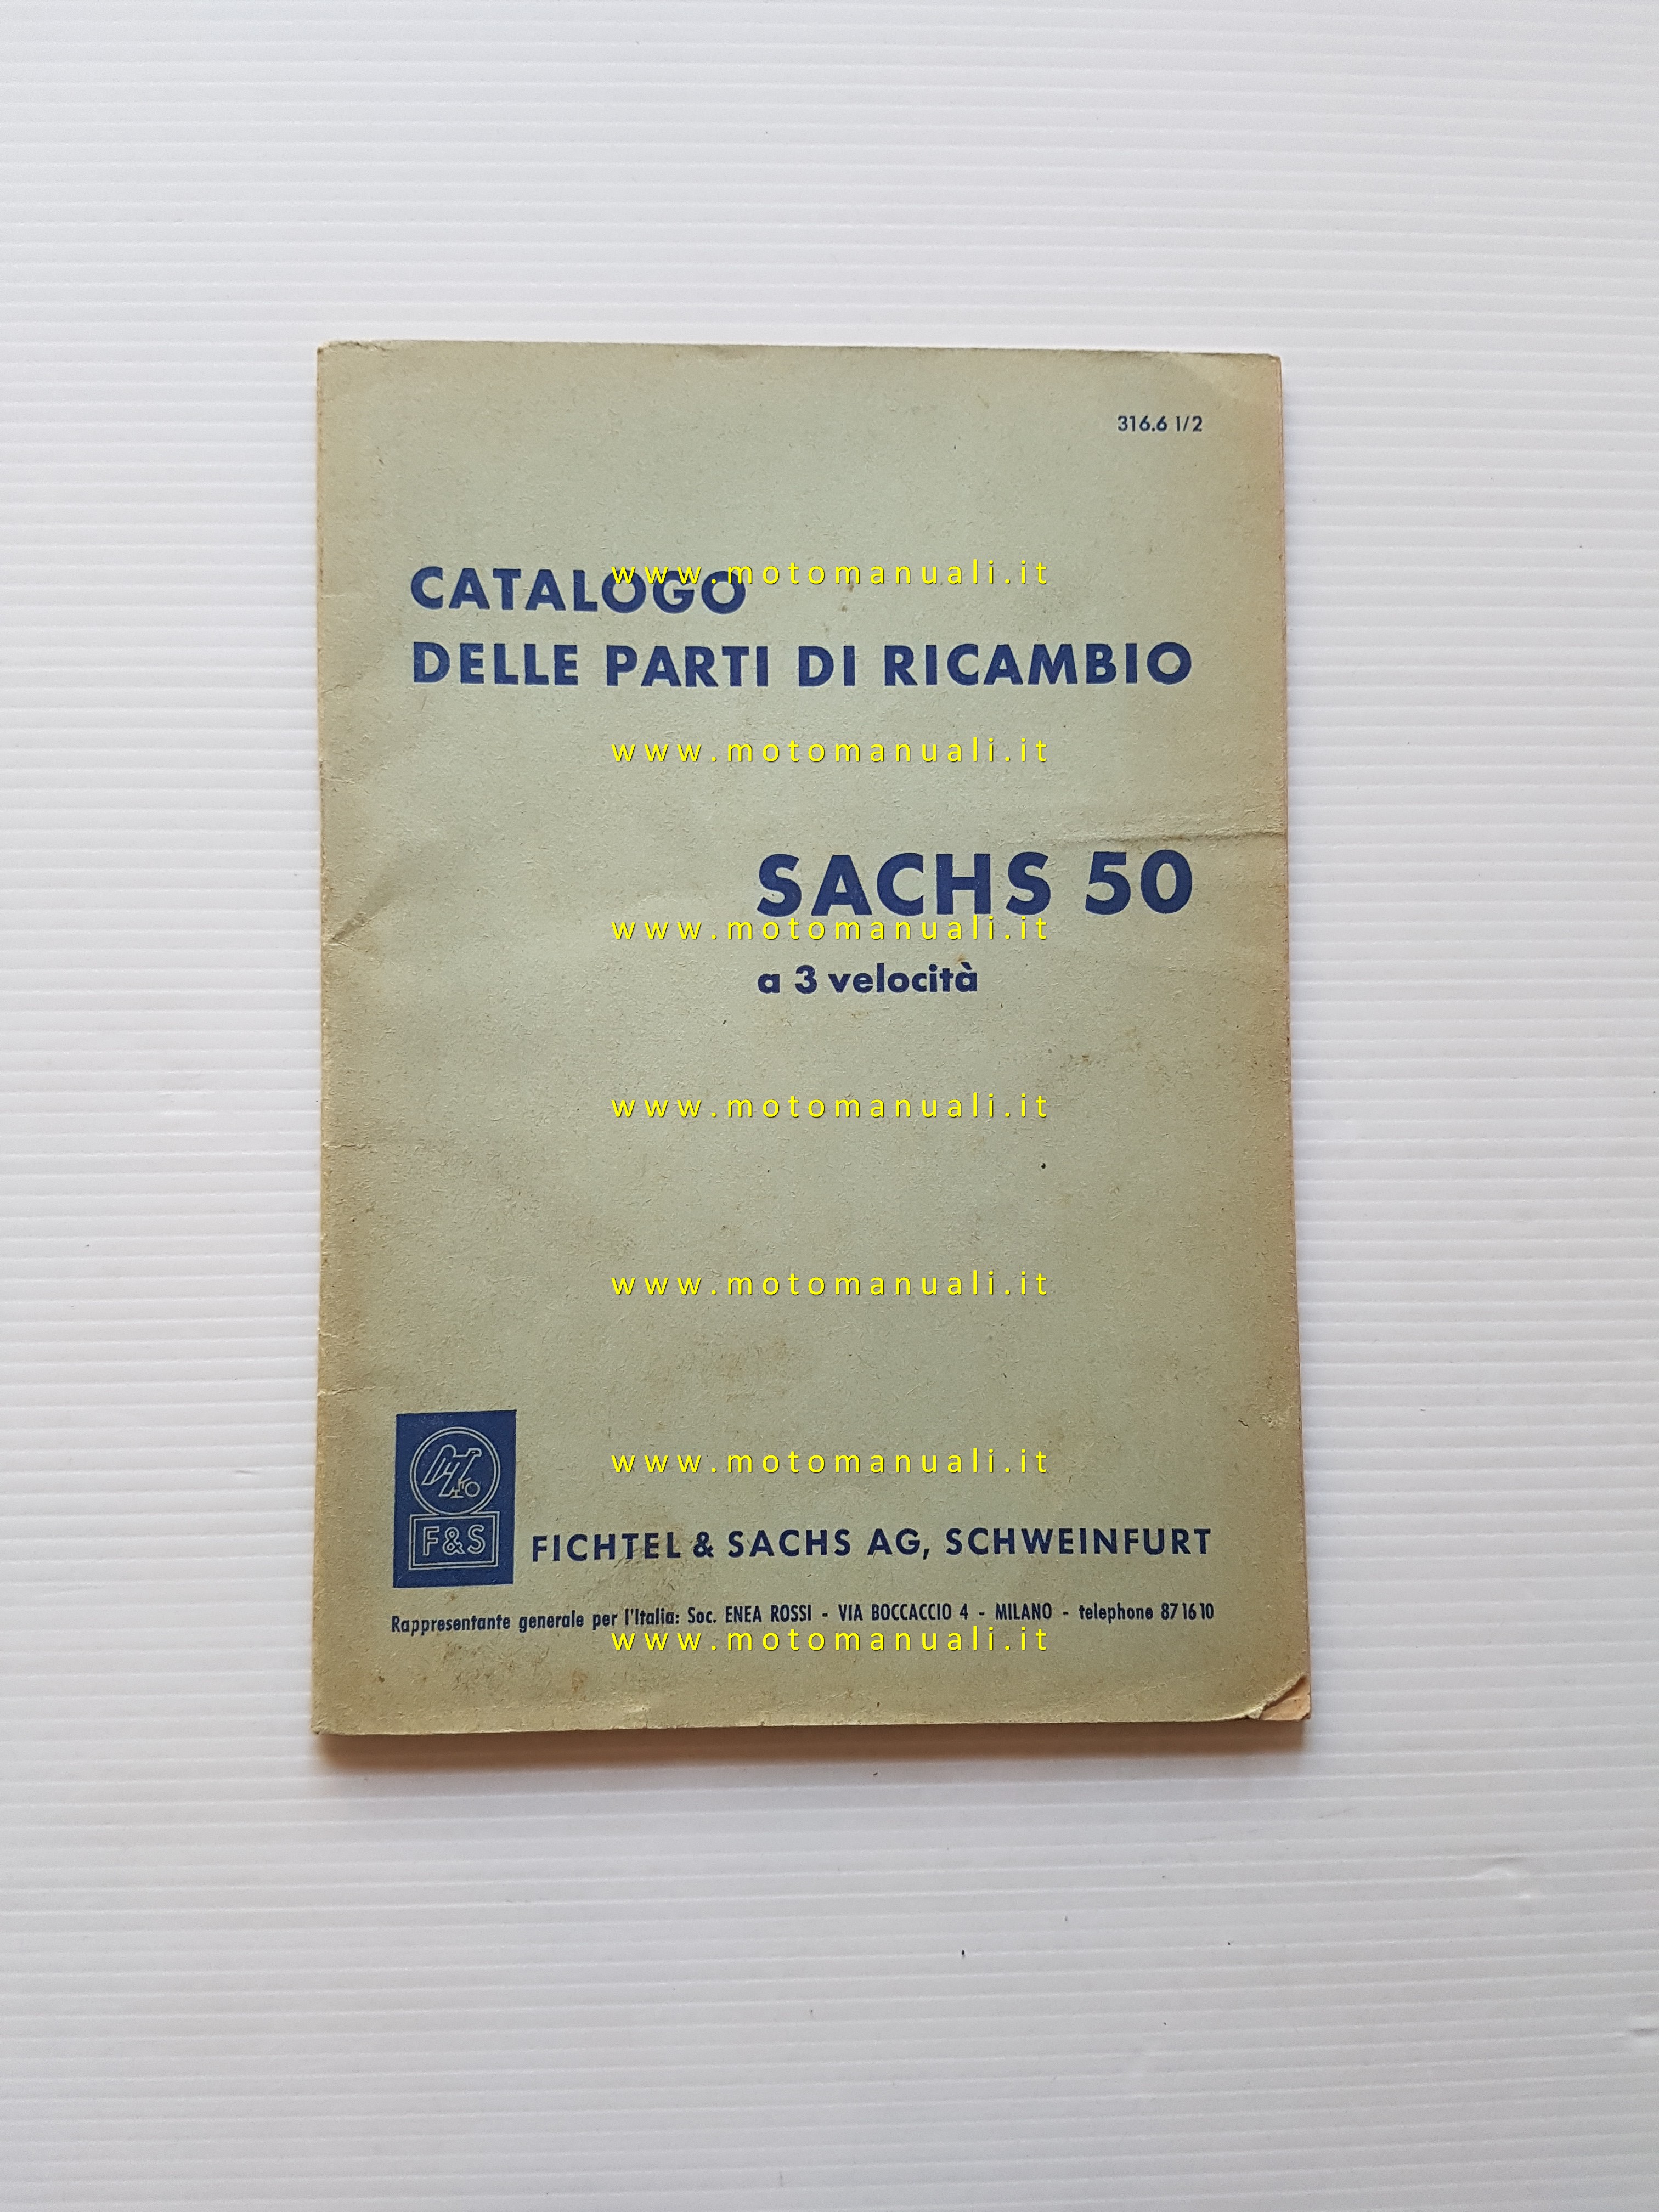 316.6 I/2
CATALOGO
www.motomanuali.it
DELLE PARTI DI RICAMBIO
www.motomanuali.it
SACHS 50
www.motomanuali.it
a 3 velocità
www.motomanuali.it
www.motomanuali.it
www.motomanuali.it
F&S
FICHTEL & SACHS AG, SCHWEINFURT
Rappresentante generale per l'Italia: Soc. ENEA ROSSI - VIA BOCCACCIO 4 - MILANO - telephone 87 16 10
www.motomanuali.it